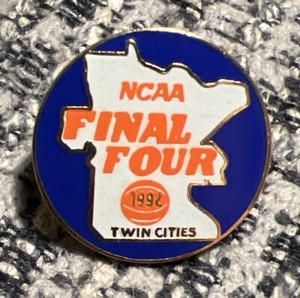 NCAA
FINAL
FOUR
1992
TWIN CITIES